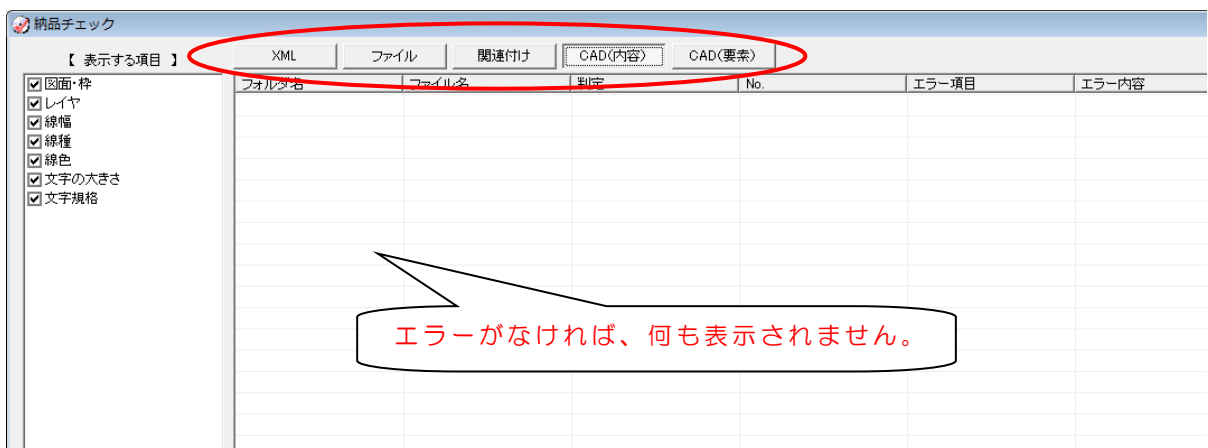 納品チェック
【 表示する項目 】
XML ファイル 関連付け CAD(内容) CAD(要素)
フォルダ名 ファイル名 判定 No. エラー項目 エラー内容
図面・枠
レイヤ
線幅
線種
線色
文字の大きさ
文字規格
エラーがなければ、何も表示されません。